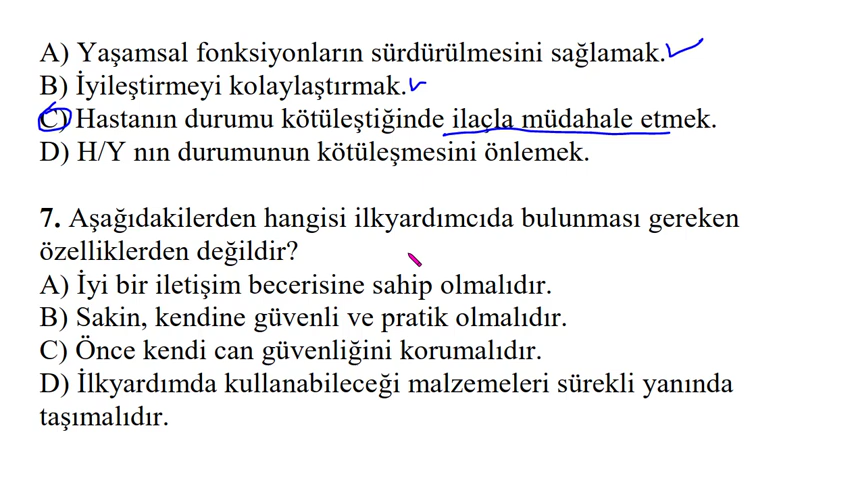 A) Yaşamsal fonksiyonların sürdürülmesini sağlamak.
B) İyileştirmeyi kolaylaştırmak.
C) Hastanın durumu kötüleştiğinde ilaçla müdahale etmek.
D) H/Y nın durumunun kötüleşmesini önlemek.
7. Aşağıdakilerden hangisi ilkyardımcıda bulunması gereken
özelliklerden değildir?
A) İyi bir iletişim becerisine sahip olmalıdır.
B) Sakin, kendine güvenli ve pratik olmalıdır.
C) Önce kendi can güvenliğini korumalıdır.
D) İlkyardımda kullanabileceği malzemeleri sürekli yanında
taşımalıdır.